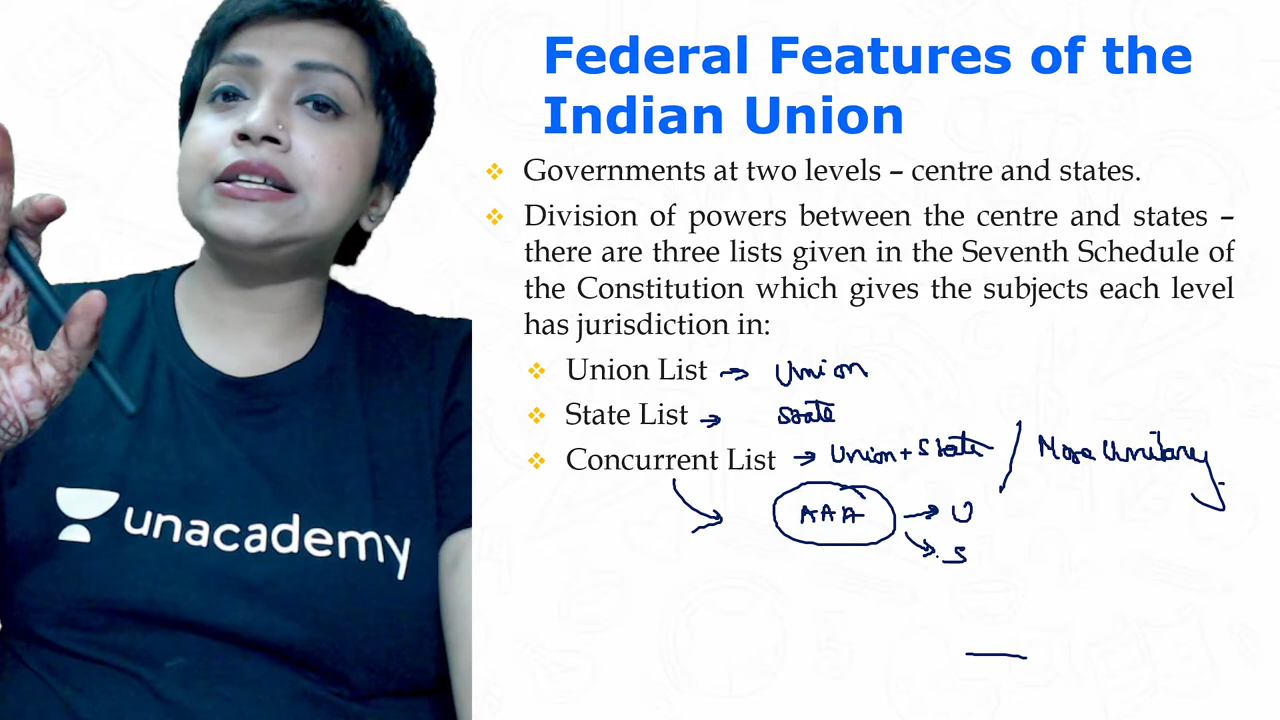 Federal Features of the
Indian Union
❖ Governments at two levels – centre and states.
❖ Division of powers between the centre and states –
there are three lists given in the Seventh Schedule of
the Constitution which gives the subjects each level
has jurisdiction in:
❖ Union List → Union
❖ State List → State
❖ Concurrent List → Union + State / More Unitary
AAA → U
→ S
unacademy